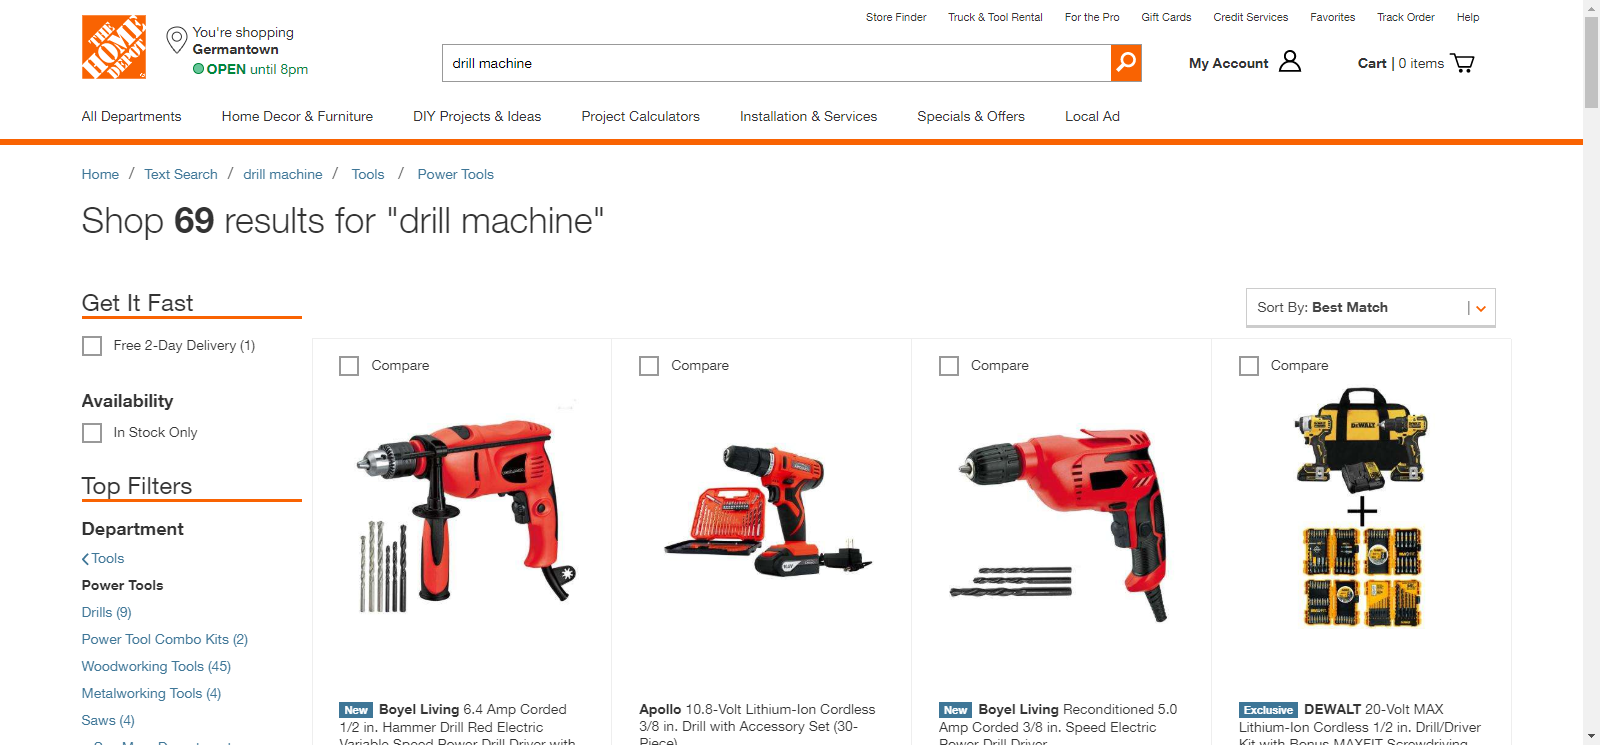 Store Finder
Truck & Tool Rental
For the Pro
Gift Cards
Credit Services
Favorites
Track Order
Help
THE HOME DEPOT
You're shopping
Germantown
OPEN until 8pm
drill machine
My Account
Cart | 0 items
All Departments
Home Decor & Furniture
DIY Projects & Ideas
Project Calculators
Installation & Services
Specials & Offers
Local Ad
Home / Text Search / drill machine / Tools / Power Tools
Shop 69 results for "drill machine"
Get It Fast
Free 2-Day Delivery (1)
Availability
In Stock Only
Top Filters
Department
Tools
Power Tools
Drills (9)
Power Tool Combo Kits (2)
Woodworking Tools (45)
Metalworking Tools (4)
Saws (4)
Sort By: Best Match
Compare
New Boyel Living 6.4 Amp Corded
1/2 in. Hammer Drill Red Electric
Variable Speed Power Drill Driver with
Compare
Apollo 10.8-Volt Lithium-Ion Cordless
3/8 in. Drill with Accessory Set (30-
Piece)
Compare
New Boyel Living Reconditioned 5.0
Amp Corded 3/8 in. Speed Electric
Power Drill Driver
Compare
DEWALT
Exclusive DEWALT 20-Volt MAX
Lithium-Ion Cordless 1/2 in. Drill/Driver
Kit with Bonus MAXFIT Screwdriving